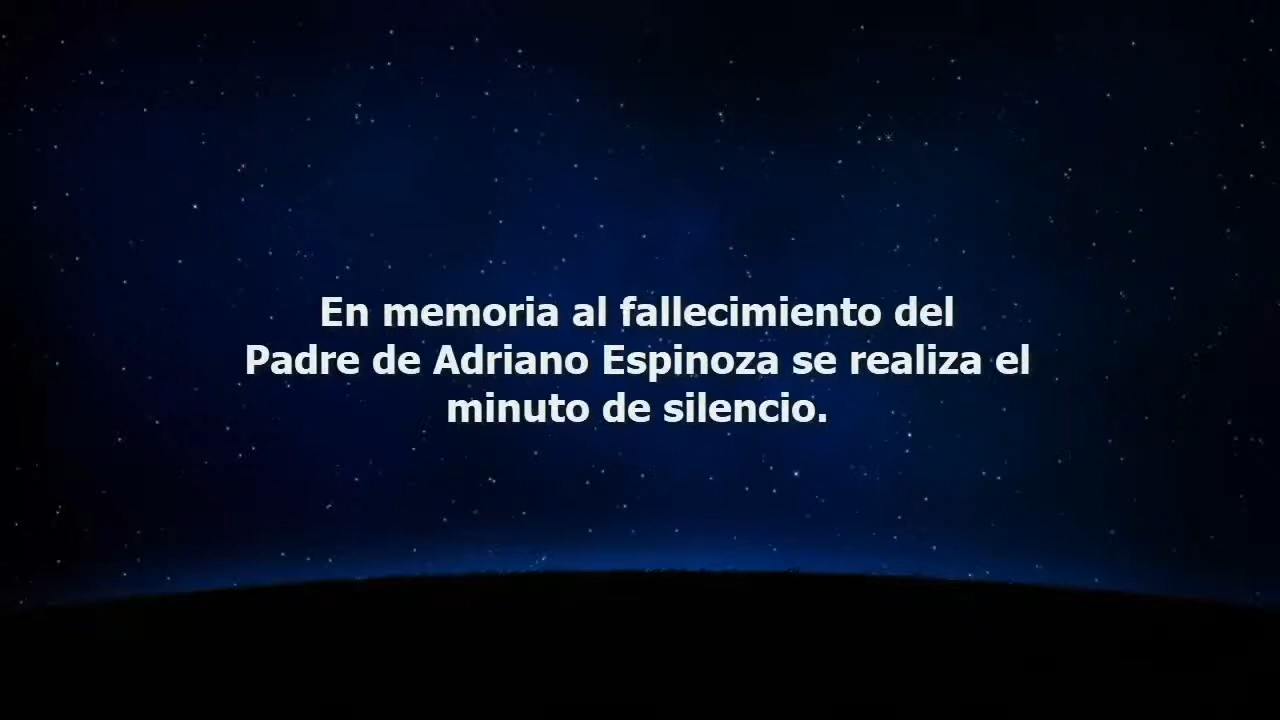 En memoria al fallecimiento del
Padre de Adriano Espinoza se realiza el
minuto de silencio.